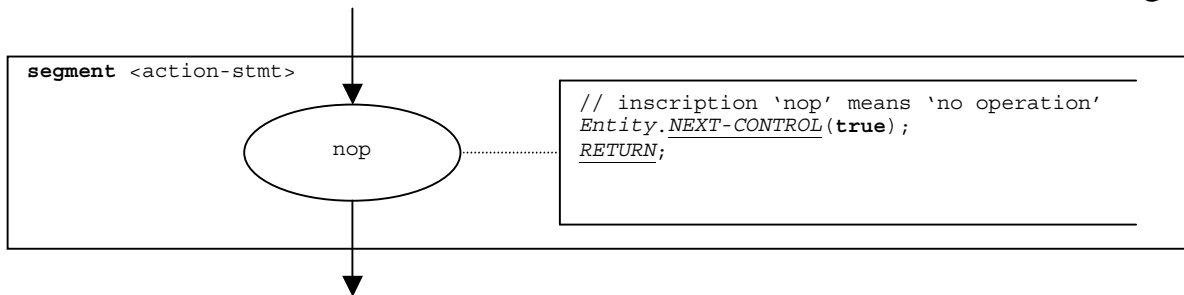 segment <action-stmt>
// inscription ‘nop’ means ‘no operation’
Entity.NEXT-CONTROL(true);
nop
RETURN;